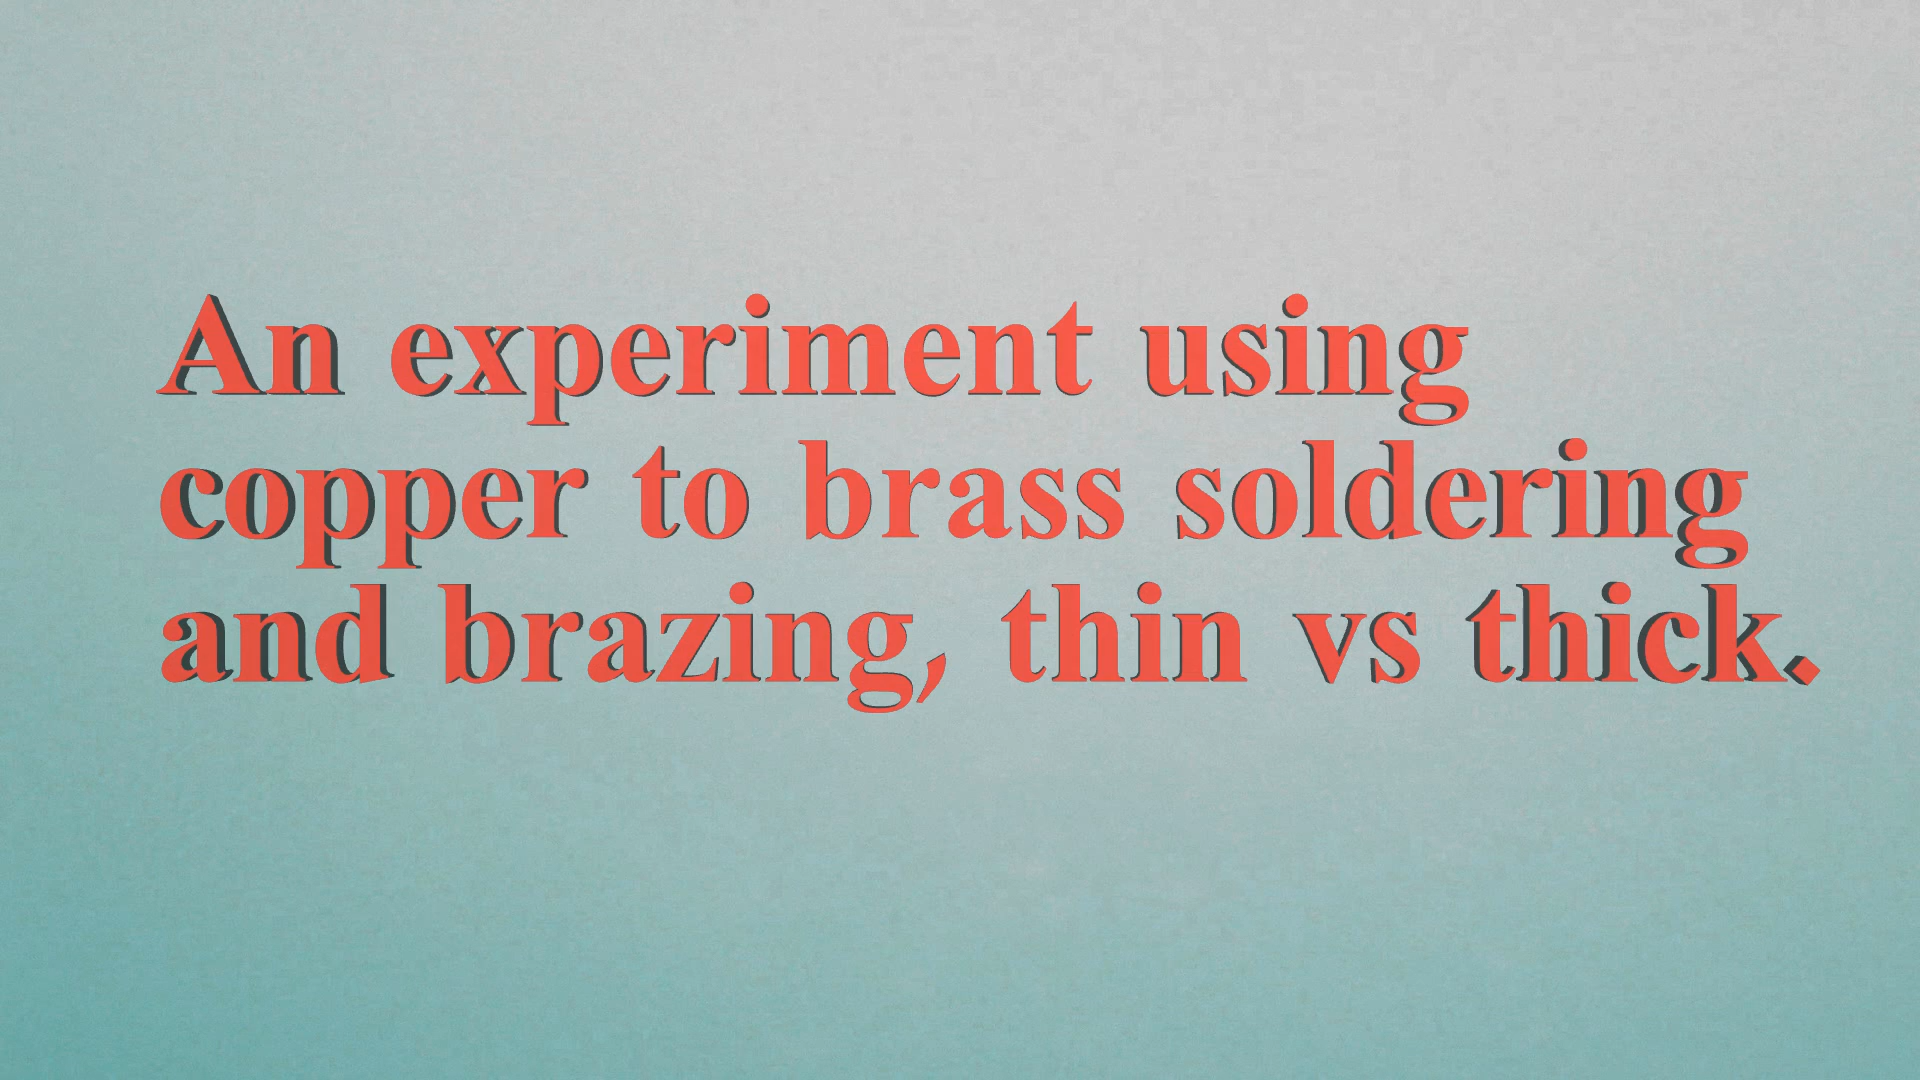 An experiment using
copper to brass soldering
and brazing, thin vs thick.